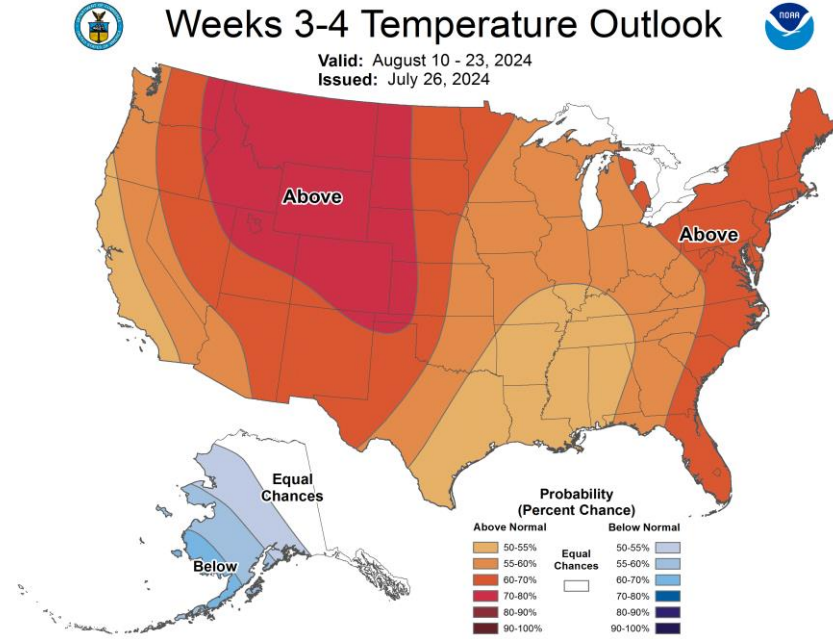 Weeks 3-4 Temperature Outlook
NOAA
Valid: August 10 - 23, 2024
Issued: July 26, 2024
Above
Above
Equal
Chances
Below
Probability
(Percent Chance)
Above Normal
Below Normal
50-55%
55-60%
60-70%
70-80%
80-90%
90-100%
Equal
Chances
50-55%
55-60%
60-70%
70-80%
80-90%
90-100%